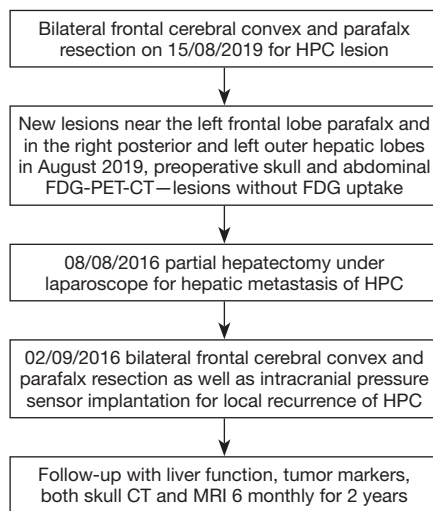 Bilateral frontal cerebral convex and parafalx
resection on 15/08/2019 for HPC lesion
New lesions near the left frontal lobe parafalx and
in the right posterior and left outer hepatic lobes
in August 2019, preoperative skull and abdominal
FDG-PET-CT—lesions without FDG uptake
08/08/2016 partial hepatectomy under
laparoscope for hepatic metastasis of HPC
02/09/2016 bilateral frontal cerebral convex and
parafalx resection as well as intracranial pressure
sensor implantation for local recurrence of HPC
Follow-up with liver function, tumor markers,
both skull CT and MRI 6 monthly for 2 years